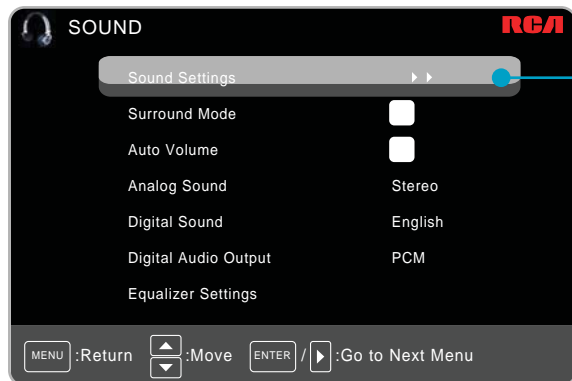 SOUND RCA
Sound Settings
Surround Mode
Auto Volume
Analog Sound Stereo
Digital Sound English
Digital Audio Output PCM
Equalizer Settings
MENU :Return :Move ENTER / :Go to Next Menu